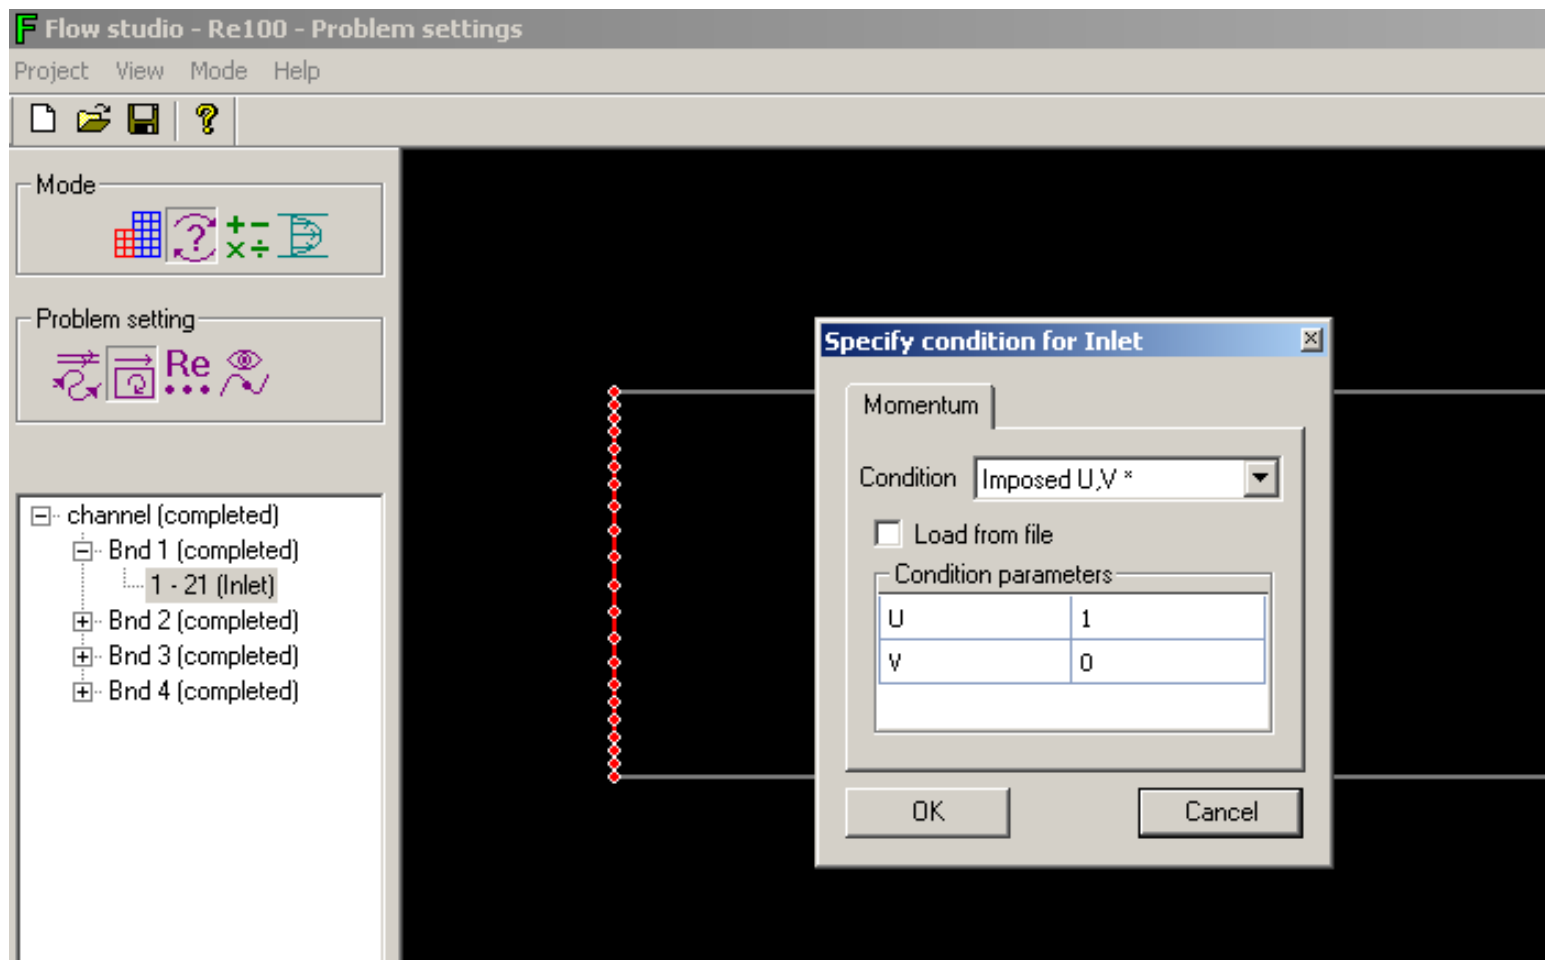 Flow studio - Re100 - Problem settings
Project View Mode Help
Mode
Problem setting
Re
channel (completed)
Bnd 1 (completed)
1 - 21 (Inlet)
Bnd 2 (completed)
Bnd 3 (completed)
Bnd 4 (completed)
Specify condition for Inlet
Momentum
Condition Imposed U,V *
Load from file
Condition parameters
U 1
V 0
OK Cancel